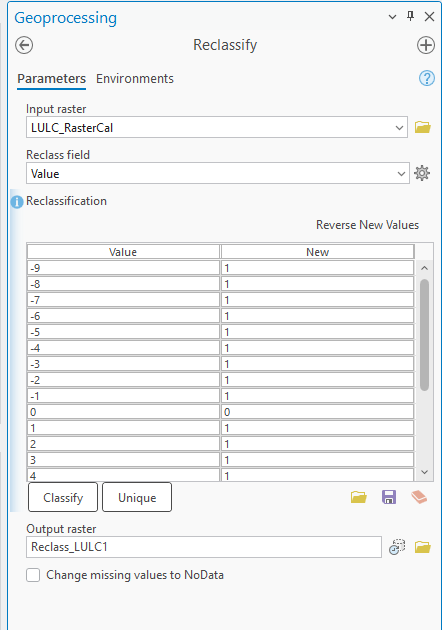 Geoprocessing
Reclassify
Parameters Environments
Input raster
LULC_RasterCal
Reclass field
Value
Reclassification
Reverse New Values
Value New
-9 1
-8 1
-7 1
-6 1
-5 1
-4 1
-3 1
-2 1
-1 1
0 0
1 1
2 1
3 1
4 1
Classify Unique
Output raster
Reclass_LULC1
Change missing values to NoData